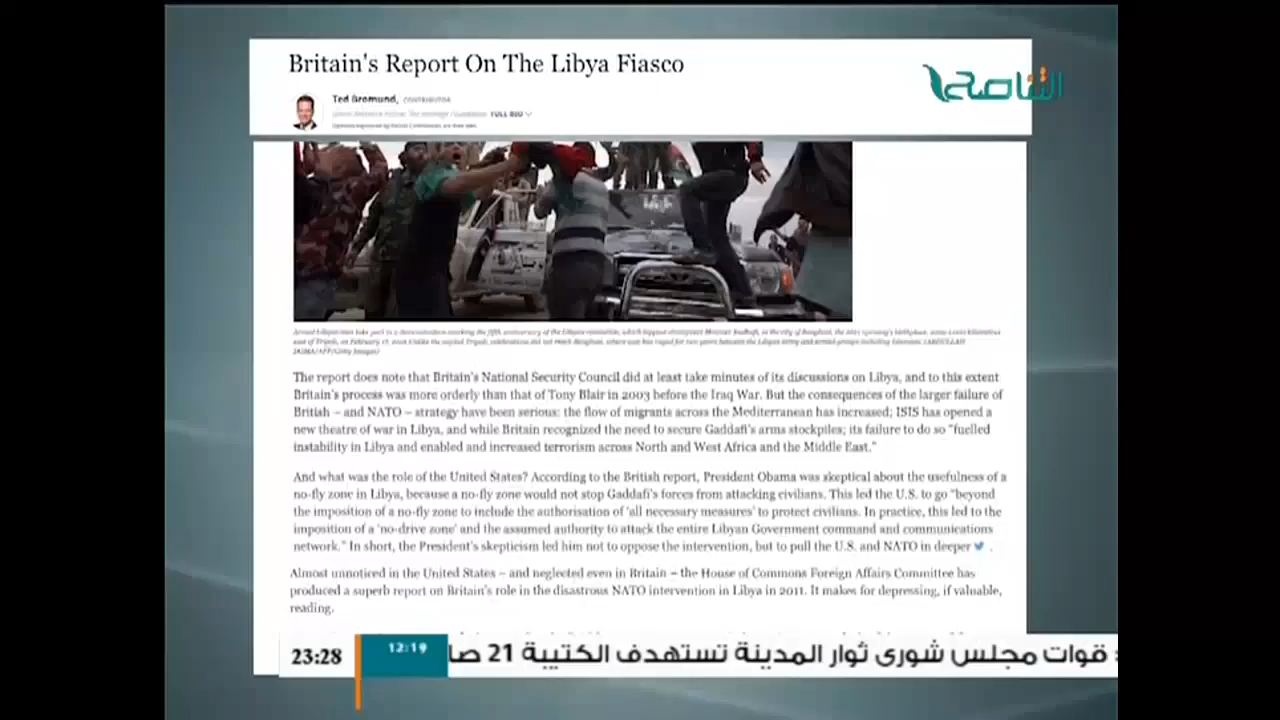 Britain's Report On The Libya Fiasco
التناصح
Ted Bromund, CONTRIBUTOR
FULL BIO
The report does note that Britain's National Security Council did at least take minutes of its discussions on Libya, and to this extent
Britain's process was more orderly than that of Tony Blair in 2003 before the Iraq War. But the consequences of the larger failure of
British – and NATO – strategy have been serious: the flow of migrants across the Mediterranean has increased; ISIS has opened a
new theatre of war in Libya, and while Britain recognized the need to secure Gaddafi's arms stockpiles; its failure to do so "fuelled
instability in Libya and enabled and increased terrorism across North and West Africa and the Middle East."
And what was the role of the United States? According to the British report, President Obama was skeptical about the usefulness of a
no-fly zone in Libya, because a no-fly zone would not stop Gaddafi's forces from attacking civilians. This led the U.S. to go "beyond
the imposition of a no-fly zone to include the authorisation of 'all necessary measures' to protect civilians. In practice, this led to the
imposition of a 'no-drive zone' and the assumed authority to attack the entire Libyan Government command and communications
network." In short, the President's skepticism led him not to oppose the intervention, but to pull the U.S. and NATO in deeper .
Almost unnoticed in the United States – and neglected even in Britain – the House of Commons Foreign Affairs Committee has
produced a superb report on Britain's role in the disastrous NATO intervention in Libya in 2011. It makes for depressing, if valuable,
reading.
: قوات مجلس شورى ثوار المدينة تستهدف الكتيبة 21 صا
12:19
23:28